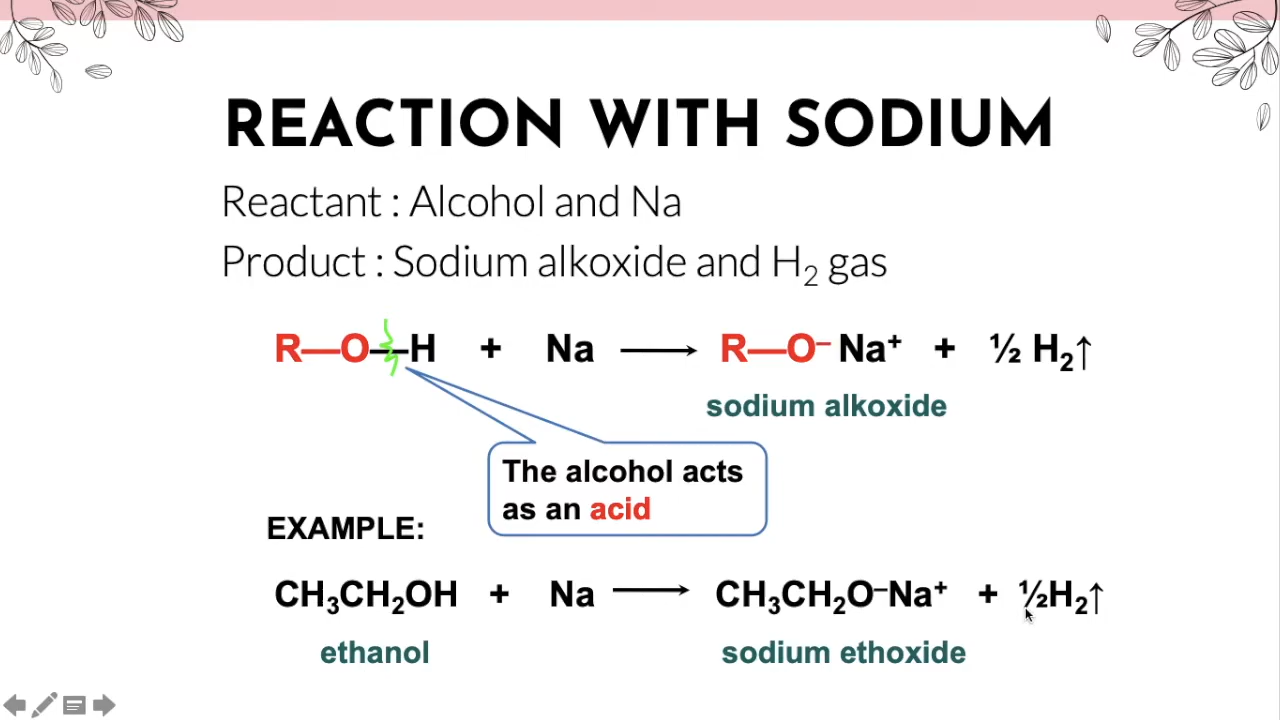 REACTION WITH SODIUM
Reactant : Alcohol and Na
Product : Sodium alkoxide and H₂ gas
R—O—H + Na ⟶ R—O⁻ Na⁺ + ½ H₂↑
sodium alkoxide
The alcohol acts
as an acid
EXAMPLE:
CH₃CH₂OH + Na ⟶ CH₃CH₂O⁻Na⁺ + ½H₂↑
ethanol sodium ethoxide